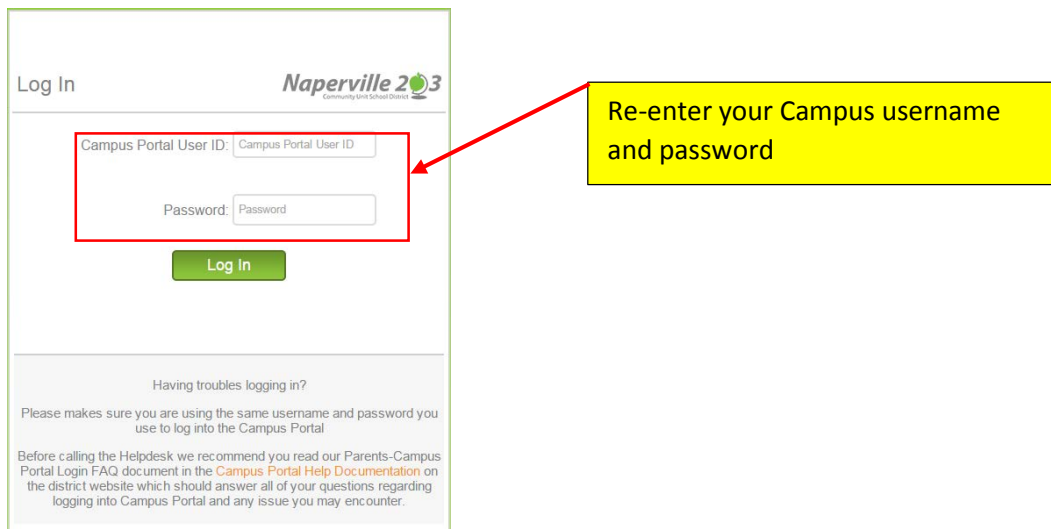 Log In
Naperville 203
Community Unit School District
Re-enter your Campus username
and password
Campus Portal User ID: Campus Portal User ID
Password: Password
Log In
Having troubles logging in?
Please makes sure you are using the same username and password you
use to log into the Campus Portal
Before calling the Helpdesk we recommend you read our Parents-Campus
Portal Login FAQ document in the Campus Portal Help Documentation on
the district website which should answer all of your questions regarding
logging into Campus Portal and any issue you may encounter.